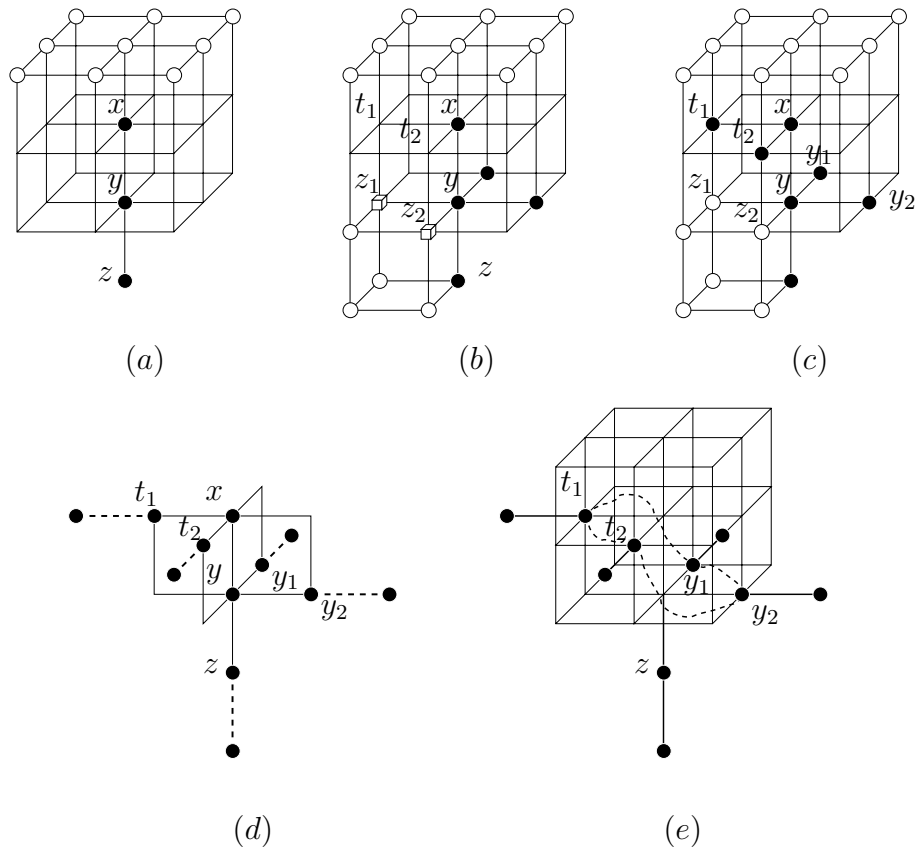 x
y
z
(a)
t₁
x
t₂
z₁
y
z₂
z
(b)
t₁
x
t₂
y₁
z₁
y
y₂
z₂
(c)
t₁
x
t₂
y
y₁
y₂
z
(d)
t₁
t₂
y₁
y₂
z
(e)